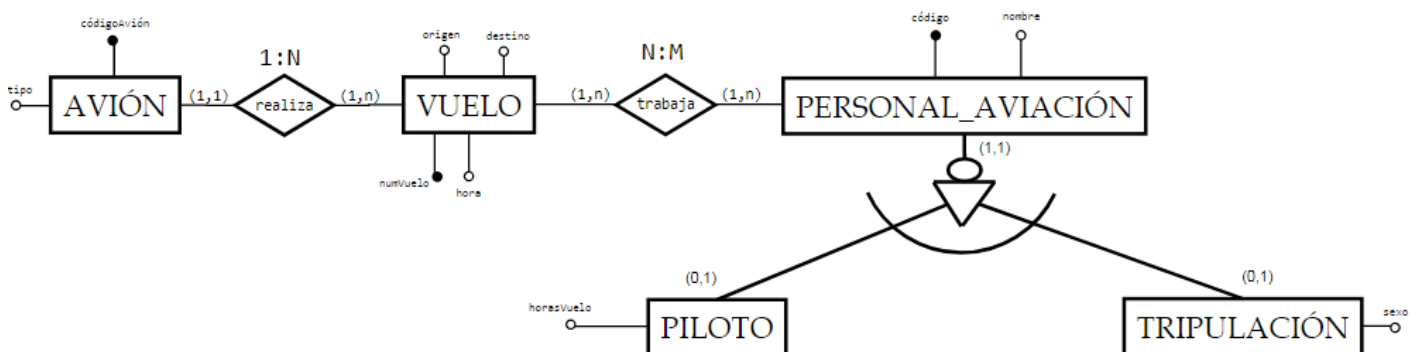 códigoAvión
tipo
AVIÓN
(1,1)
1:N
realiza
(1,n)
origen
destino
VUELO
numVuelo
hora
(1,n)
N:M
trabaja
(1,n)
código
nombre
PERSONAL_AVIACIÓN
(1,1)
(0,1)
(0,1)
horasVuelo
PILOTO
TRIPULACIÓN
sexo